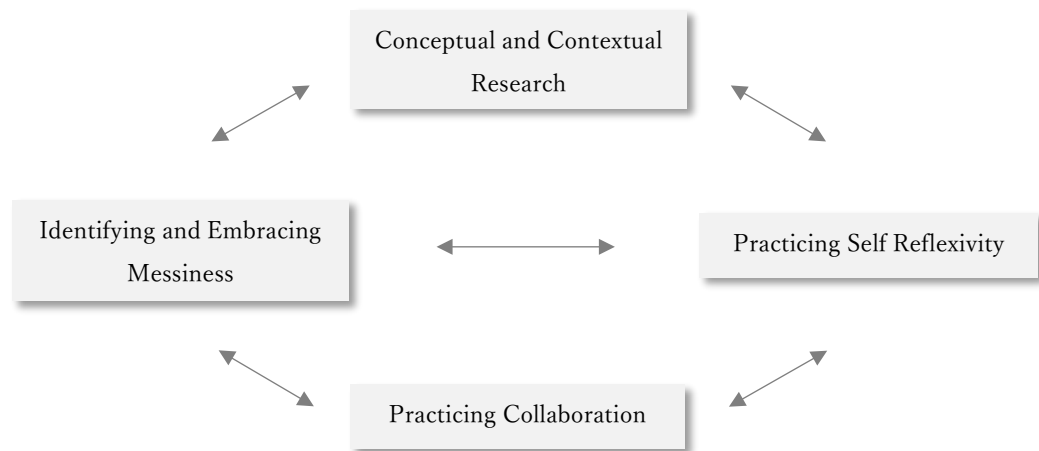 Conceptual and Contextual
Research
Identifying and Embracing
Messiness
Practicing Self Reflexivity
Practicing Collaboration